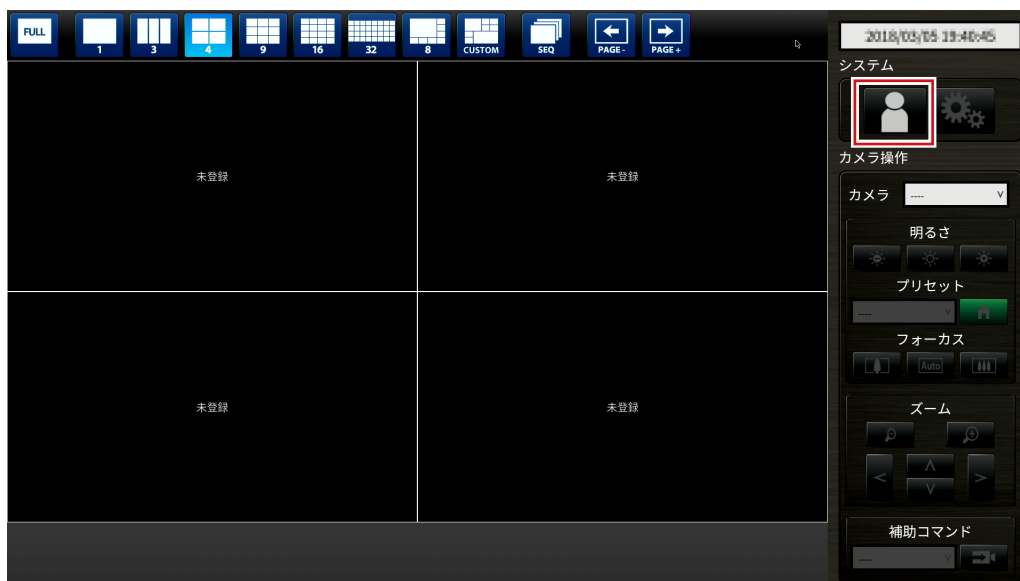 FULL
1
3
4
9
16
32
8
CUSTOM
SEQ
PAGE -
PAGE +
2018/03/05 19:40:45
システム
カメラ操作
カメラ ----
明るさ
プリセット
----
フォーカス
Auto
ズーム
補助コマンド
----
未登録 未登録
未登録 未登録